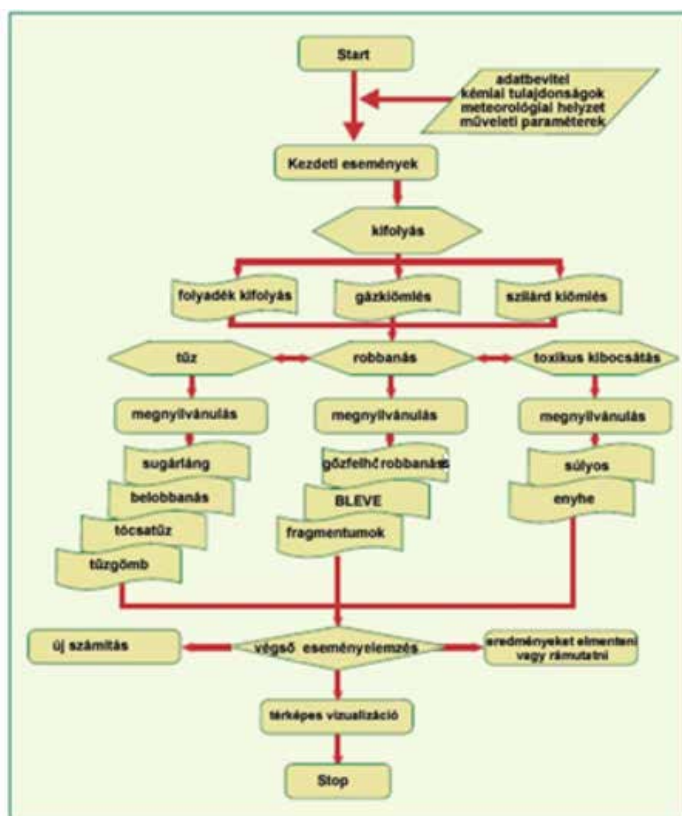 Start
adatbevitel
kémiai tulajdonságok
meteorológiai helyzet
műveleti paraméterek
Kezdeti események
kifolyás
folyadék kifolyás
gázkiömlés
szilárd kiömlés
tűz
robbanás
toxikus kibocsátás
megnyilvánulás
megnyilvánulás
megnyilvánulás
sugárláng
belobbanás
tócsatűz
tűzgömb
gőzfelhőrobbanás
BLEVE
fragmentumok
súlyos
enyhe
új számítás
végső eseményelemzés
eredményeket elmenteni
vagy rámutatni
térképes vizualizáció
Stop